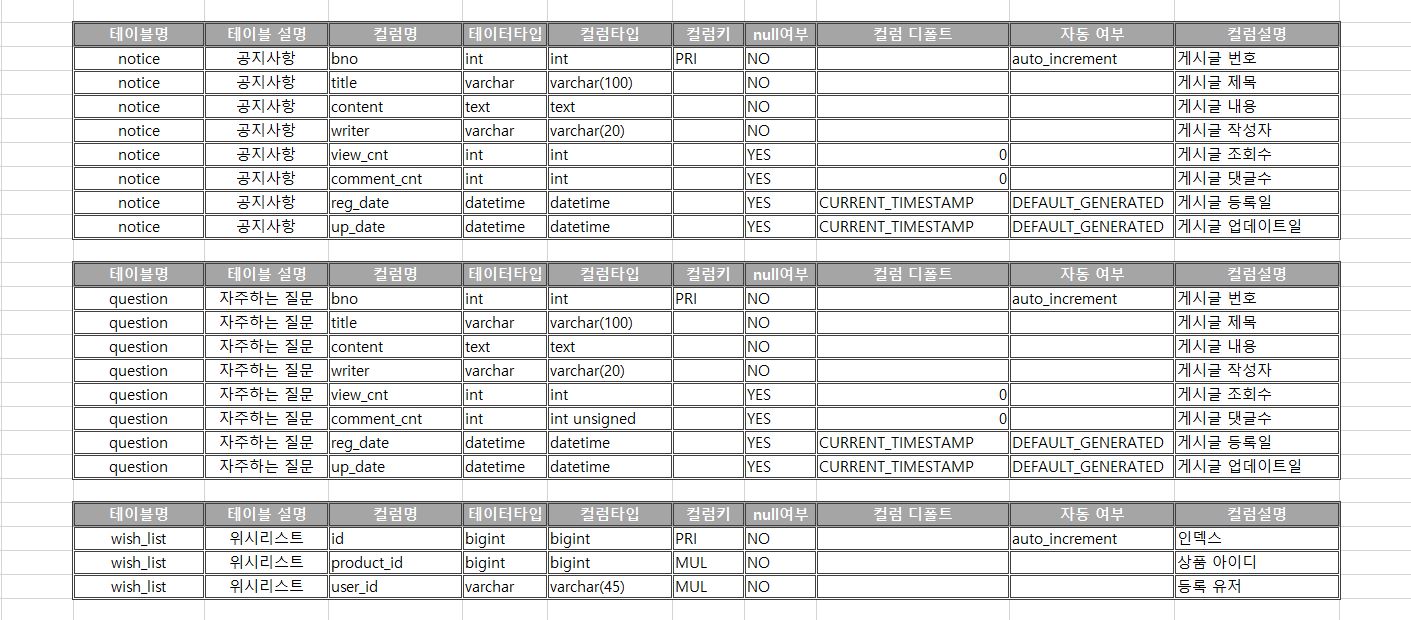 테이블명 테이블 설명 컬럼명 데이터타입 컬럼타입 컬럼키 null여부 컬럼 디폴트 자동 여부 컬럼설명
notice 공지사항 bno int int PRI NO auto_increment 게시글 번호
notice 공지사항 title varchar varchar(100) NO 게시글 제목
notice 공지사항 content text text NO 게시글 내용
notice 공지사항 writer varchar varchar(20) NO 게시글 작성자
notice 공지사항 view_cnt int int YES 0 게시글 조회수
notice 공지사항 comment_cnt int int YES 0 게시글 댓글수
notice 공지사항 reg_date datetime datetime YES CURRENT_TIMESTAMP DEFAULT_GENERATED 게시글 등록일
notice 공지사항 up_date datetime datetime YES CURRENT_TIMESTAMP DEFAULT_GENERATED 게시글 업데이트일
테이블명 테이블 설명 컬럼명 데이터타입 컬럼타입 컬럼키 null여부 컬럼 디폴트 자동 여부 컬럼설명
question 자주하는 질문 bno int int PRI NO auto_increment 게시글 번호
question 자주하는 질문 title varchar varchar(100) NO 게시글 제목
question 자주하는 질문 content text text NO 게시글 내용
question 자주하는 질문 writer varchar varchar(20) NO 게시글 작성자
question 자주하는 질문 view_cnt int int YES 0 게시글 조회수
question 자주하는 질문 comment_cnt int int unsigned YES 0 게시글 댓글수
question 자주하는 질문 reg_date datetime datetime YES CURRENT_TIMESTAMP DEFAULT_GENERATED 게시글 등록일
question 자주하는 질문 up_date datetime datetime YES CURRENT_TIMESTAMP DEFAULT_GENERATED 게시글 업데이트일
테이블명 테이블 설명 컬럼명 데이터타입 컬럼타입 컬럼키 null여부 컬럼 디폴트 자동 여부 컬럼설명
wish_list 위시리스트 id bigint bigint PRI NO auto_increment 인덱스
wish_list 위시리스트 product_id bigint bigint MUL NO 상품 아이디
wish_list 위시리스트 user_id varchar varchar(45) MUL NO 등록 유저